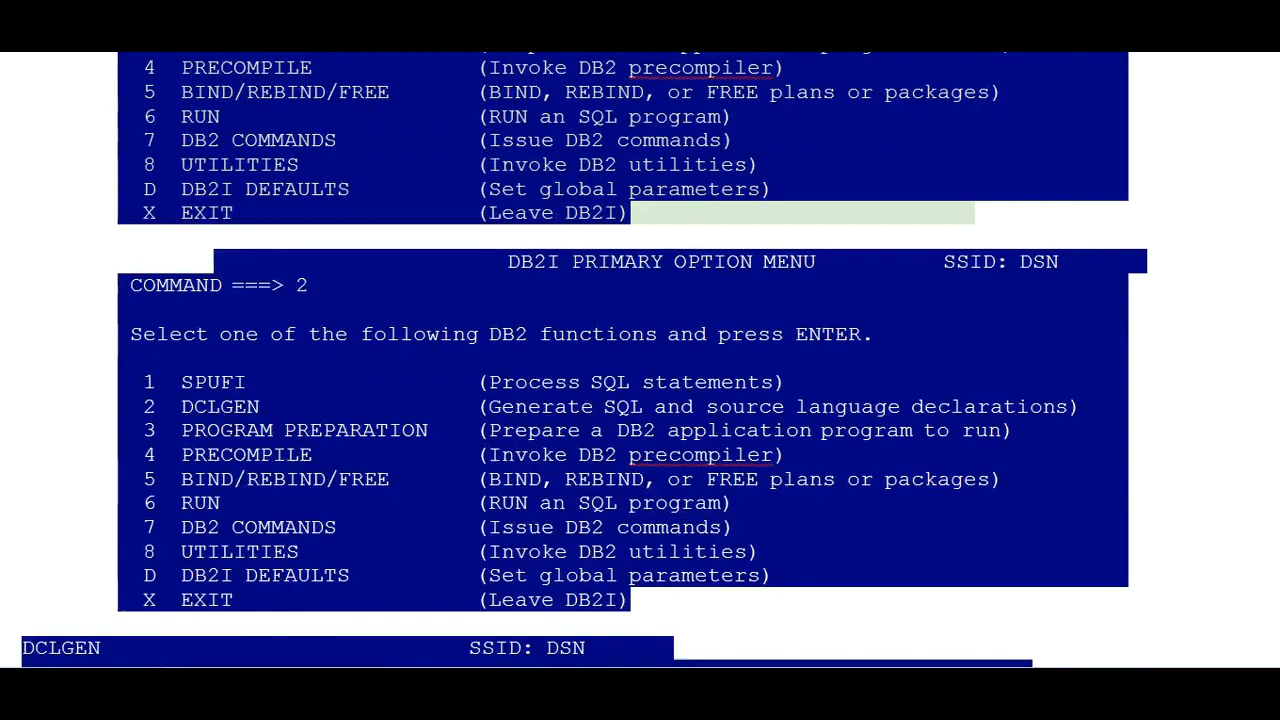 4 PRECOMPILE (Invoke DB2 precompiler)
5 BIND/REBIND/FREE (BIND, REBIND, or FREE plans or packages)
6 RUN (RUN an SQL program)
7 DB2 COMMANDS (Issue DB2 commands)
8 UTILITIES (Invoke DB2 utilities)
D DB2I DEFAULTS (Set global parameters)
X EXIT (Leave DB2I)
DB2I PRIMARY OPTION MENU SSID: DSN
COMMAND ===> 2
Select one of the following DB2 functions and press ENTER.
1 SPUFI (Process SQL statements)
2 DCLGEN (Generate SQL and source language declarations)
3 PROGRAM PREPARATION (Prepare a DB2 application program to run)
4 PRECOMPILE (Invoke DB2 precompiler)
5 BIND/REBIND/FREE (BIND, REBIND, or FREE plans or packages)
6 RUN (RUN an SQL program)
7 DB2 COMMANDS (Issue DB2 commands)
8 UTILITIES (Invoke DB2 utilities)
D DB2I DEFAULTS (Set global parameters)
X EXIT (Leave DB2I)
DCLGEN SSID: DSN